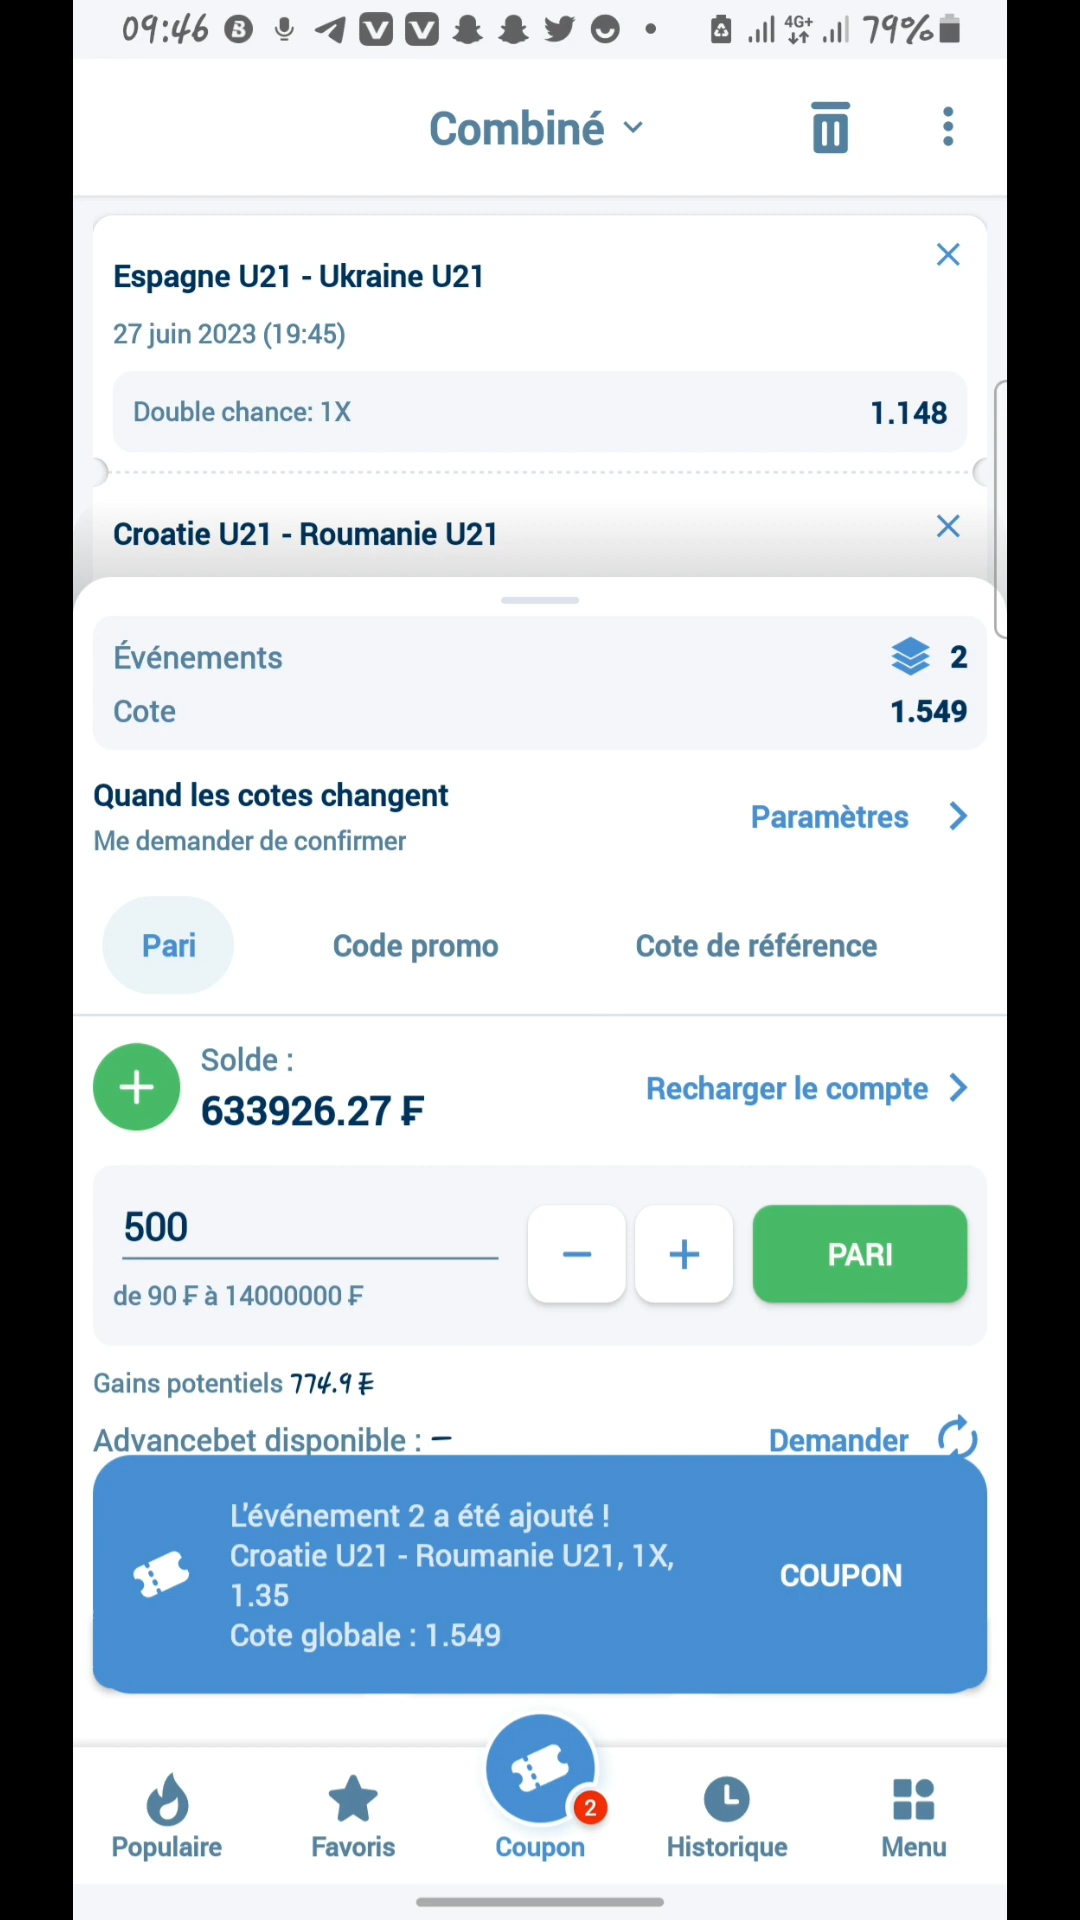 09:46
4G+
79%
Combiné
Espagne U21 - Ukraine U21
27 juin 2023 (19:45)
Double chance: 1X 1.148
Croatie U21 - Roumanie U21
Événements 2
Cote 1.549
Quand les cotes changent
Me demander de confirmer
Paramètres
Pari Code promo Cote de référence
Solde :
633926.27 ₣
Recharger le compte
500
de 90 ₣ à 14000000 ₣
PARI
Gains potentiels 774.9 ₣
Advancebet disponible : –
Demander
L'événement 2 a été ajouté !
Croatie U21 - Roumanie U21, 1X,
1.35
Cote globale : 1.549
COUPON
2
Populaire Favoris Coupon Historique Menu